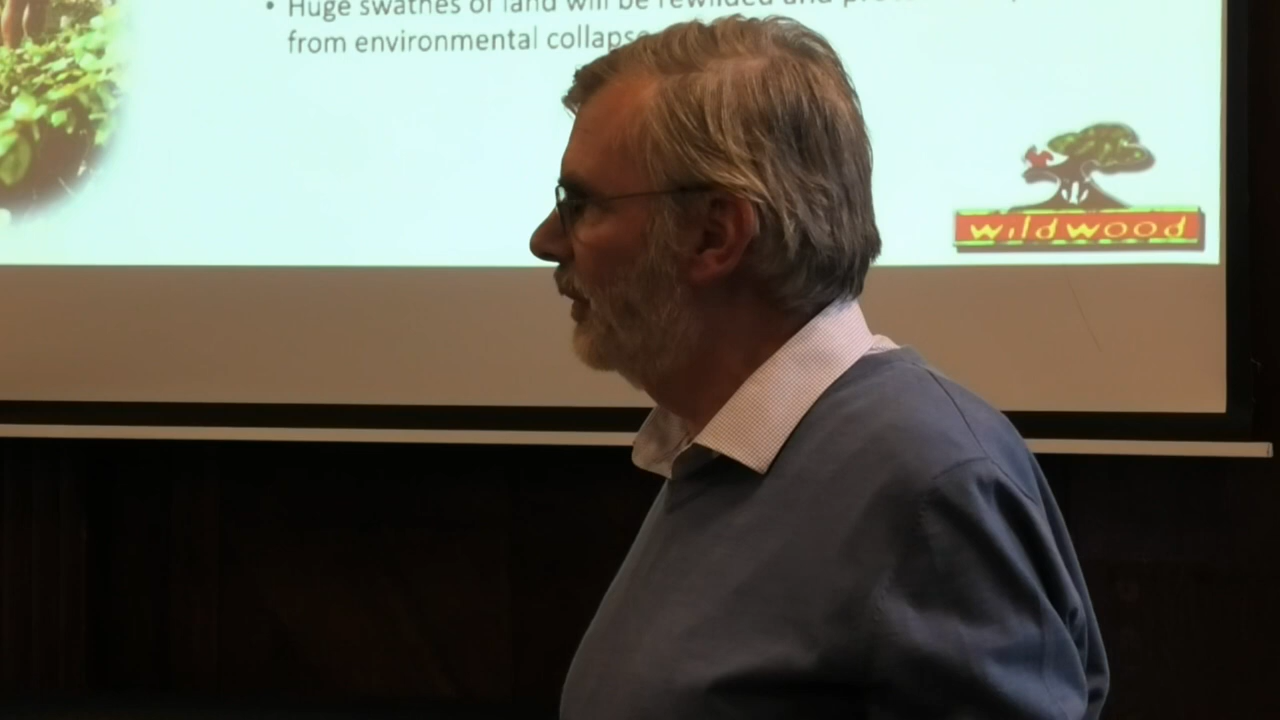 • Huge swathes of land will be rewilded and
from environmental collapse
wildwood